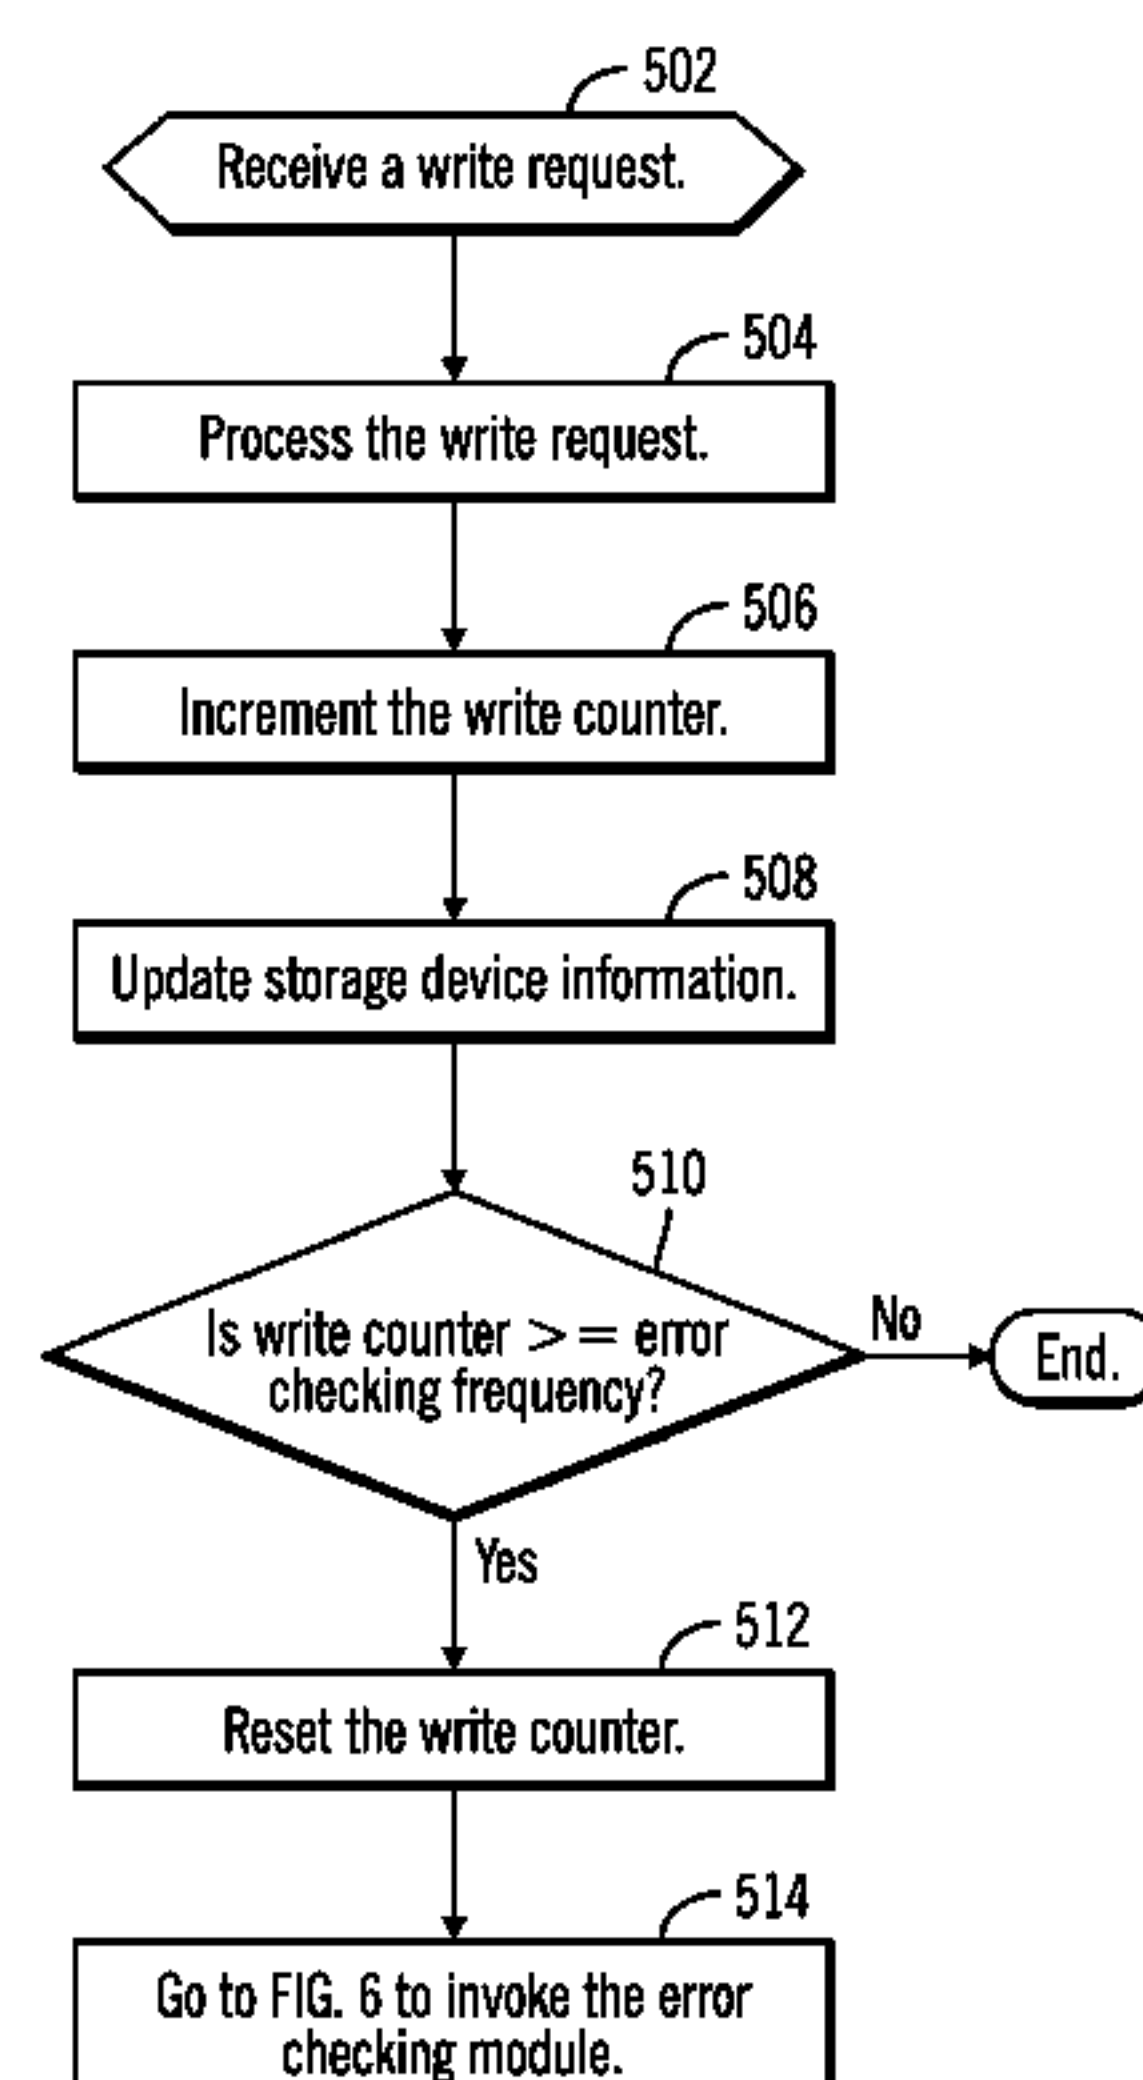 502
Receive a write request.
504
Process the write request.
506
Increment the write counter.
508
Update storage device information.
510
Is write counter >= error
checking frequency?
No
End.
Yes
512
Reset the write counter.
514
Go to FIG. 6 to invoke the error
checking module.